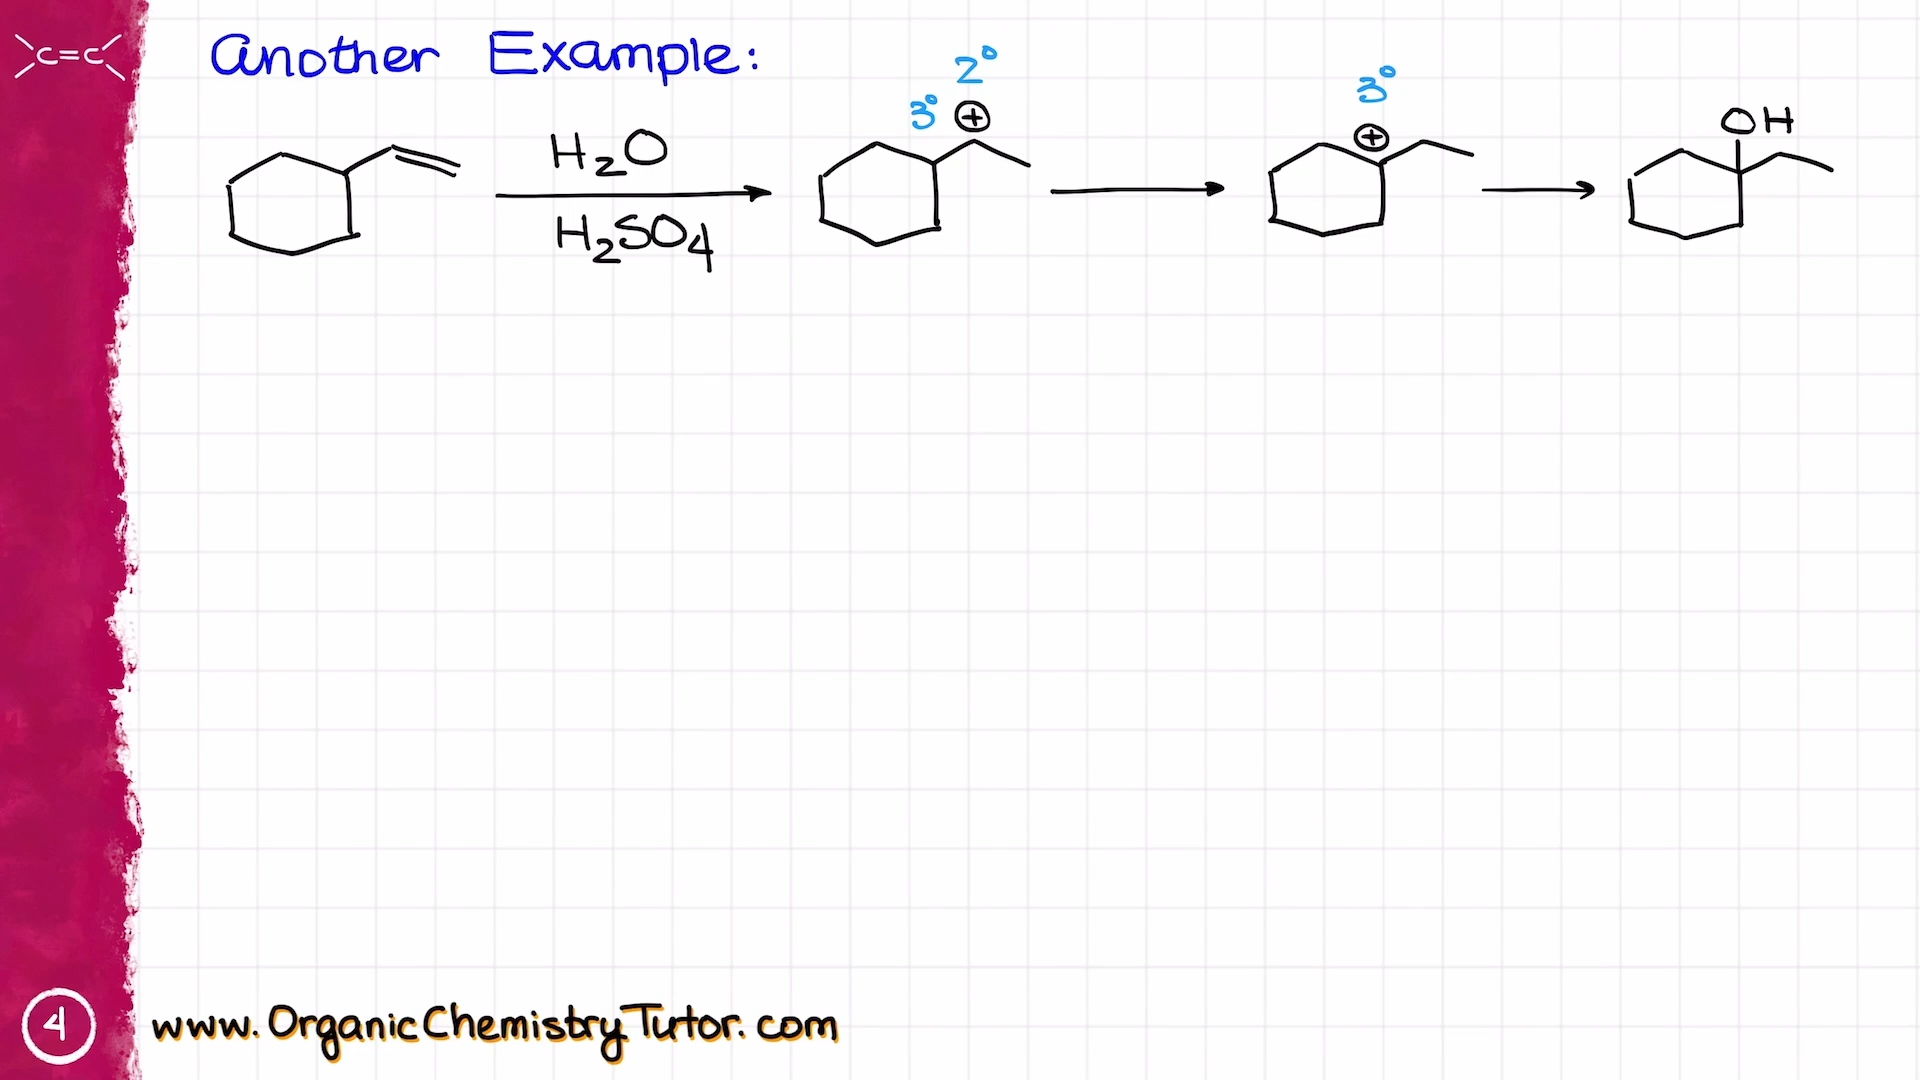 C=C
Another Example:
2°
3°
⊕
3°
⊕
OH
H₂O
H₂SO₄
4
www.OrganicChemistryTutor.com